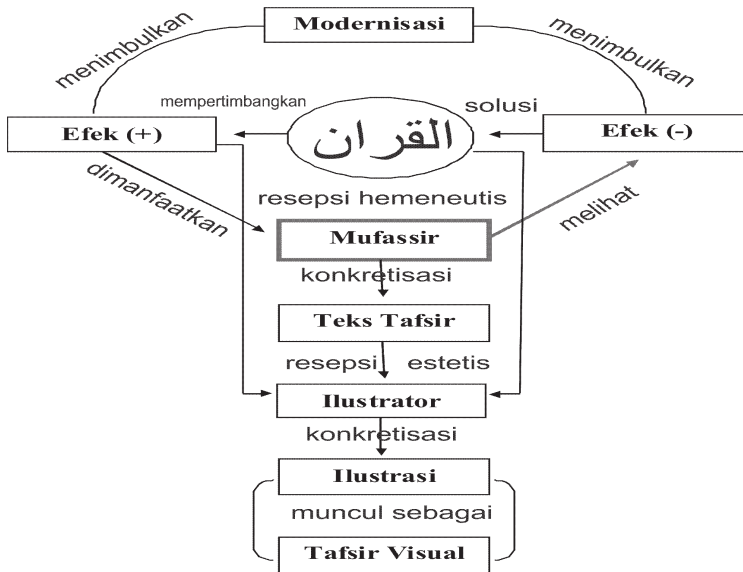 Modernisasi
menimbulkan
menimbulkan
mempertimbangkan
solusi
Efek (+)
القران
Efek (-)
dimanfaatkan
resepsi hemeneutis
melihat
Mufassir
konkretisasi
Teks Tafsir
resepsi estetis
Ilustrator
konkretisasi
Ilustrasi
muncul sebagai
Tafsir Visual